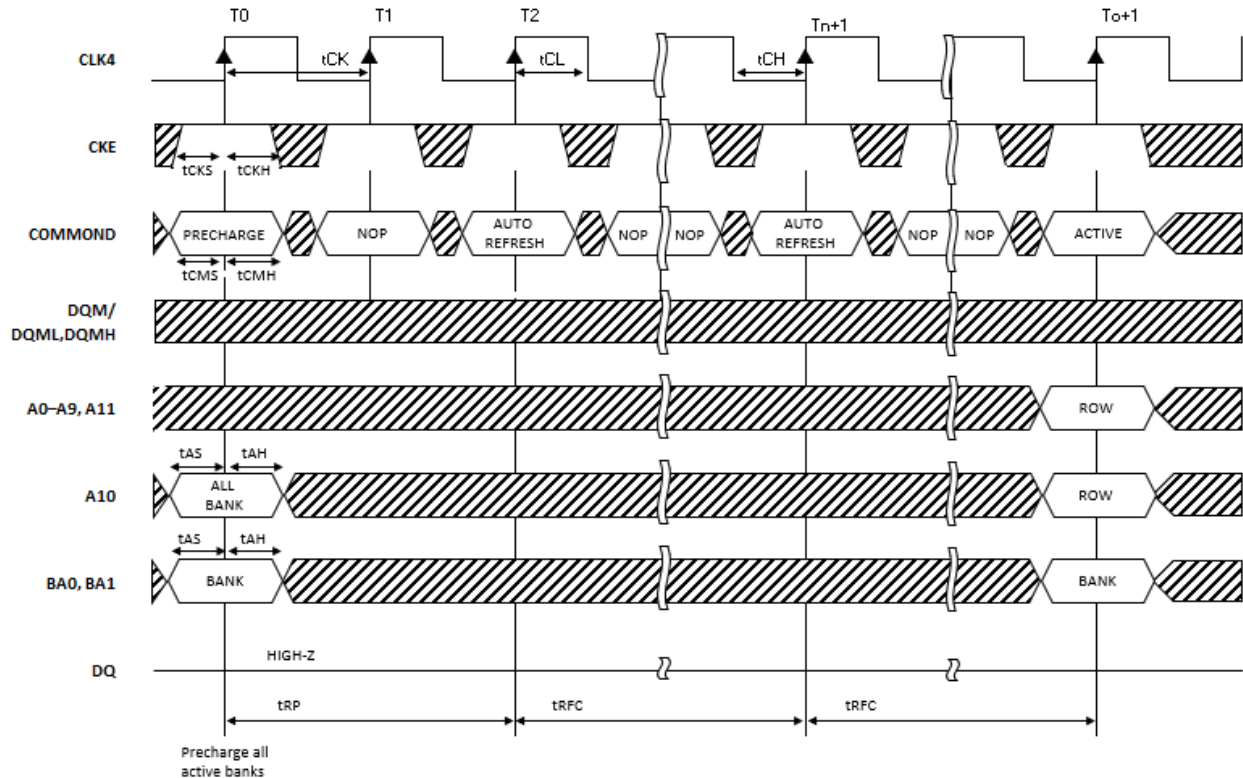 T0 T1 T2 Tn+1 To+1
CLK4 tCK tCL tCH
CKE
tCKS tCKH
COMMOND PRECHARGE NOP AUTO REFRESH NOP NOP AUTO REFRESH NOP NOP ACTIVE
tCMS tCMH
DQM/
DQML,DQMH
A0–A9, A11 ROW
tAS tAH
A10 ALL BANK ROW
tAS tAH
BA0, BA1 BANK BANK
HIGH-Z
DQ
tRP tRFC tRFC
Precharge all
active banks